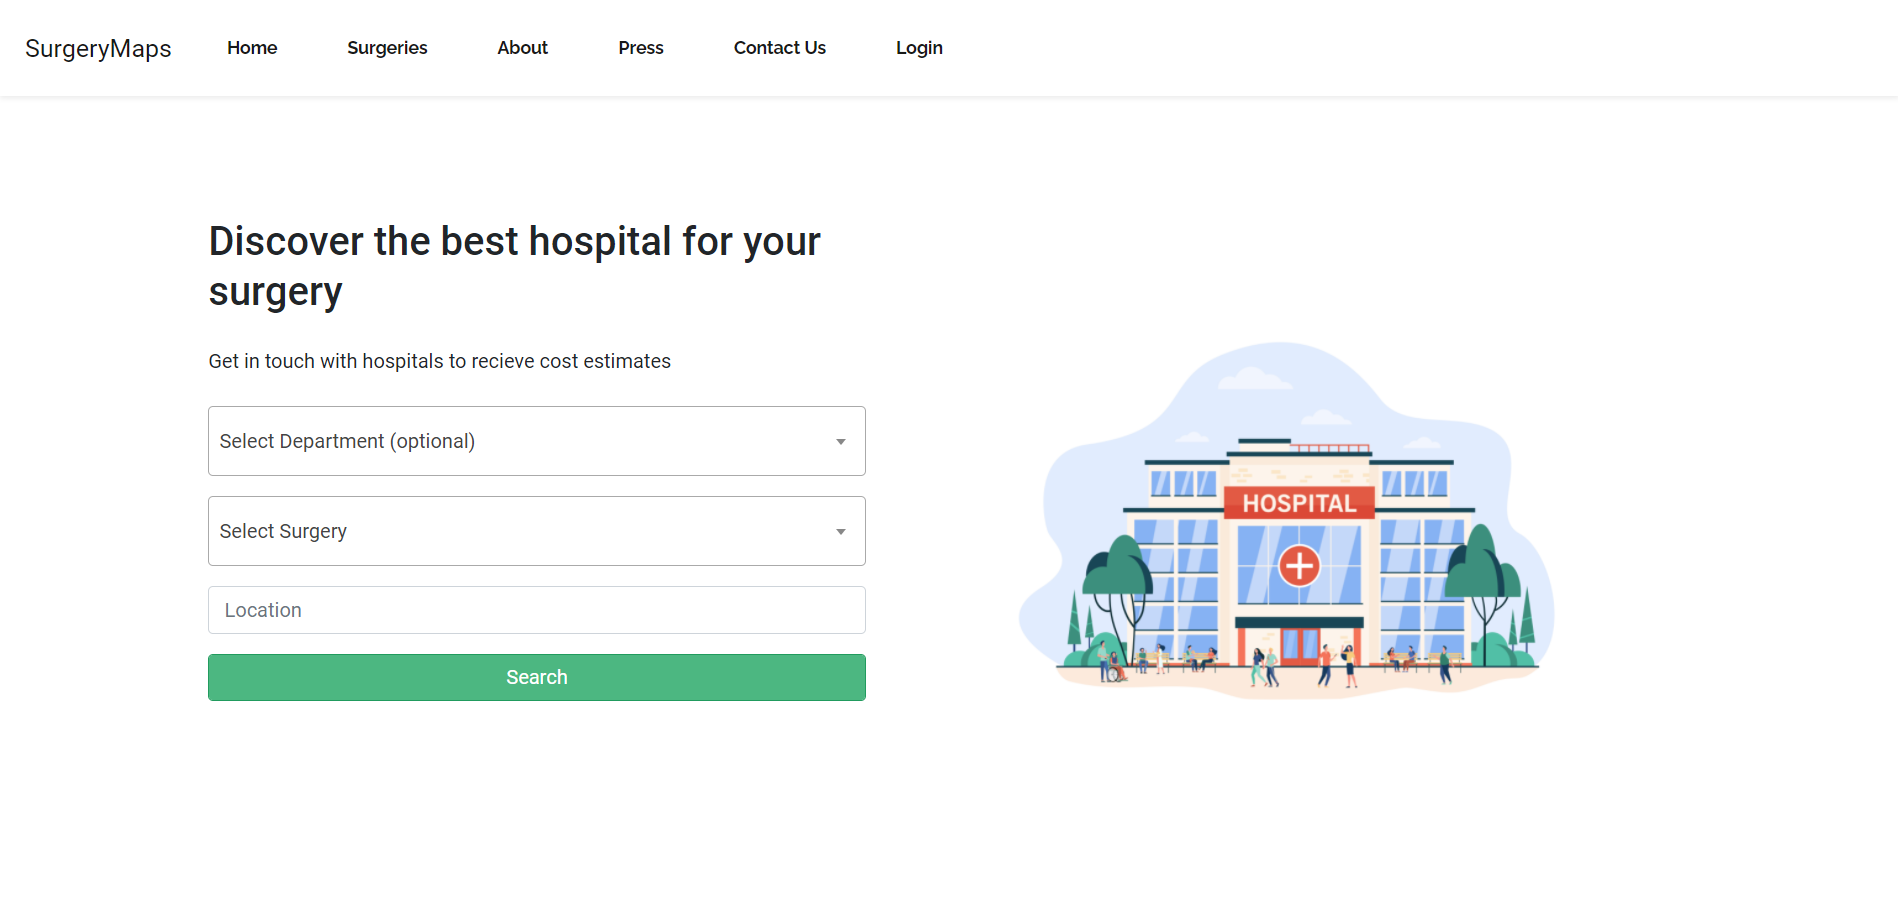 SurgeryMaps Home Surgeries About Press Contact Us Login
Discover the best hospital for your
surgery
Get in touch with hospitals to recieve cost estimates
Select Department (optional)
Select Surgery
Location
Search
HOSPITAL